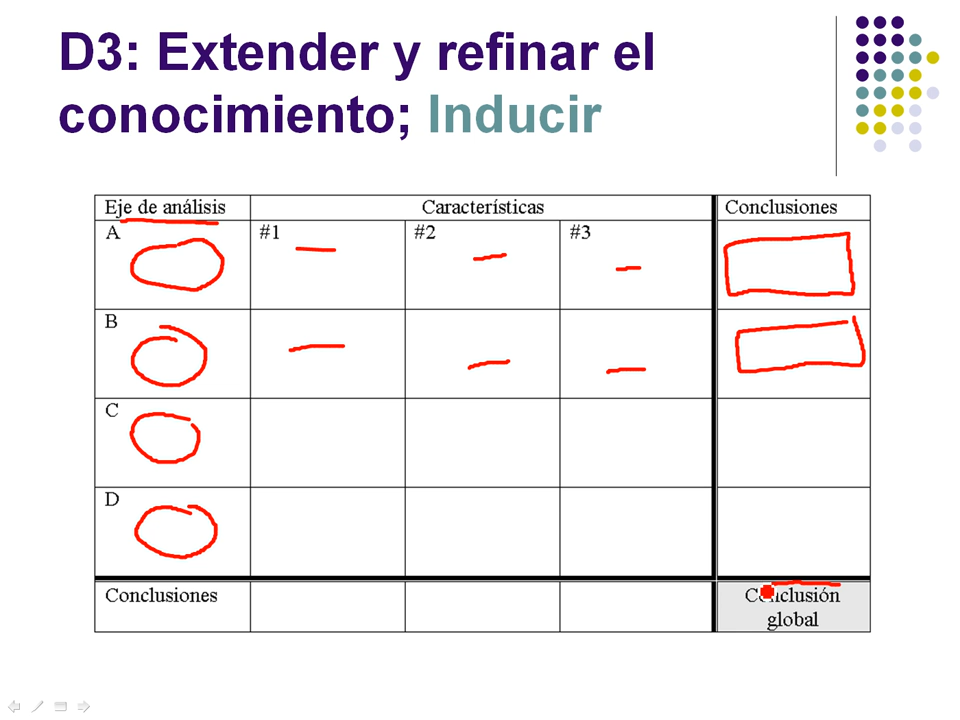 D3: Extender y refinar el
conocimiento; Inducir
Eje de análisis Características Conclusiones
A #1 #2 #3
B
C
D
Conclusiones Conclusión
global